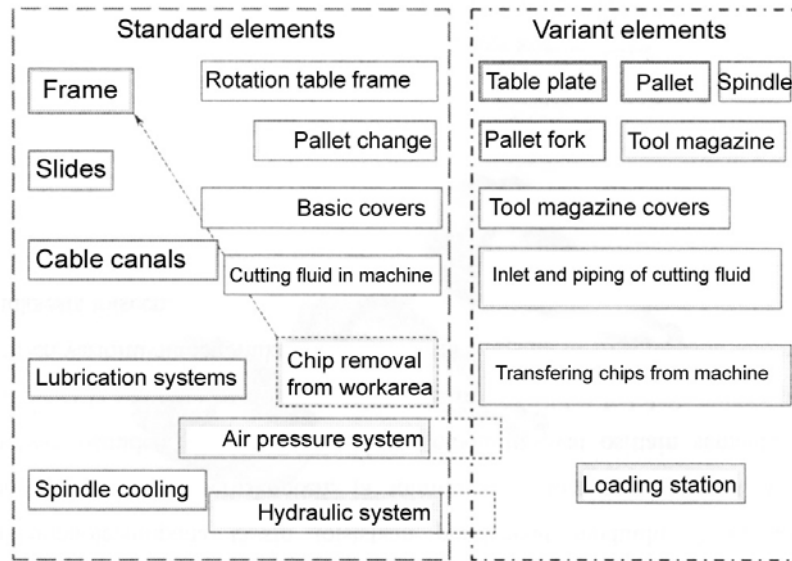 Standard elements
Variant elements
Frame
Rotation table frame
Table plate
Pallet
Spindle
Pallet change
Pallet fork
Tool magazine
Slides
Basic covers
Tool magazine covers
Cable canals
Cutting fluid in machine
Inlet and piping of cutting fluid
Lubrication systems
Chip removal
from workarea
Transfering chips from machine
Air pressure system
Spindle cooling
Loading station
Hydraulic system